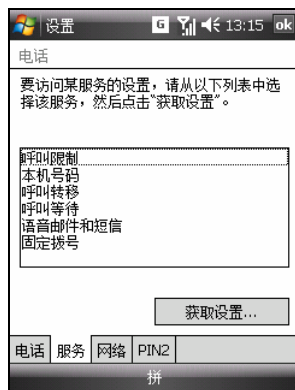 设置 G 13:15 ok
电话
要访问某服务的设置，请从以下列表中选
择该服务，然后点击"获取设置"。
呼叫限制
本机号码
呼叫转移
呼叫等待
语音邮件和短信
固定拨号
获取设置...
电话 服务 网络 PIN2
拼